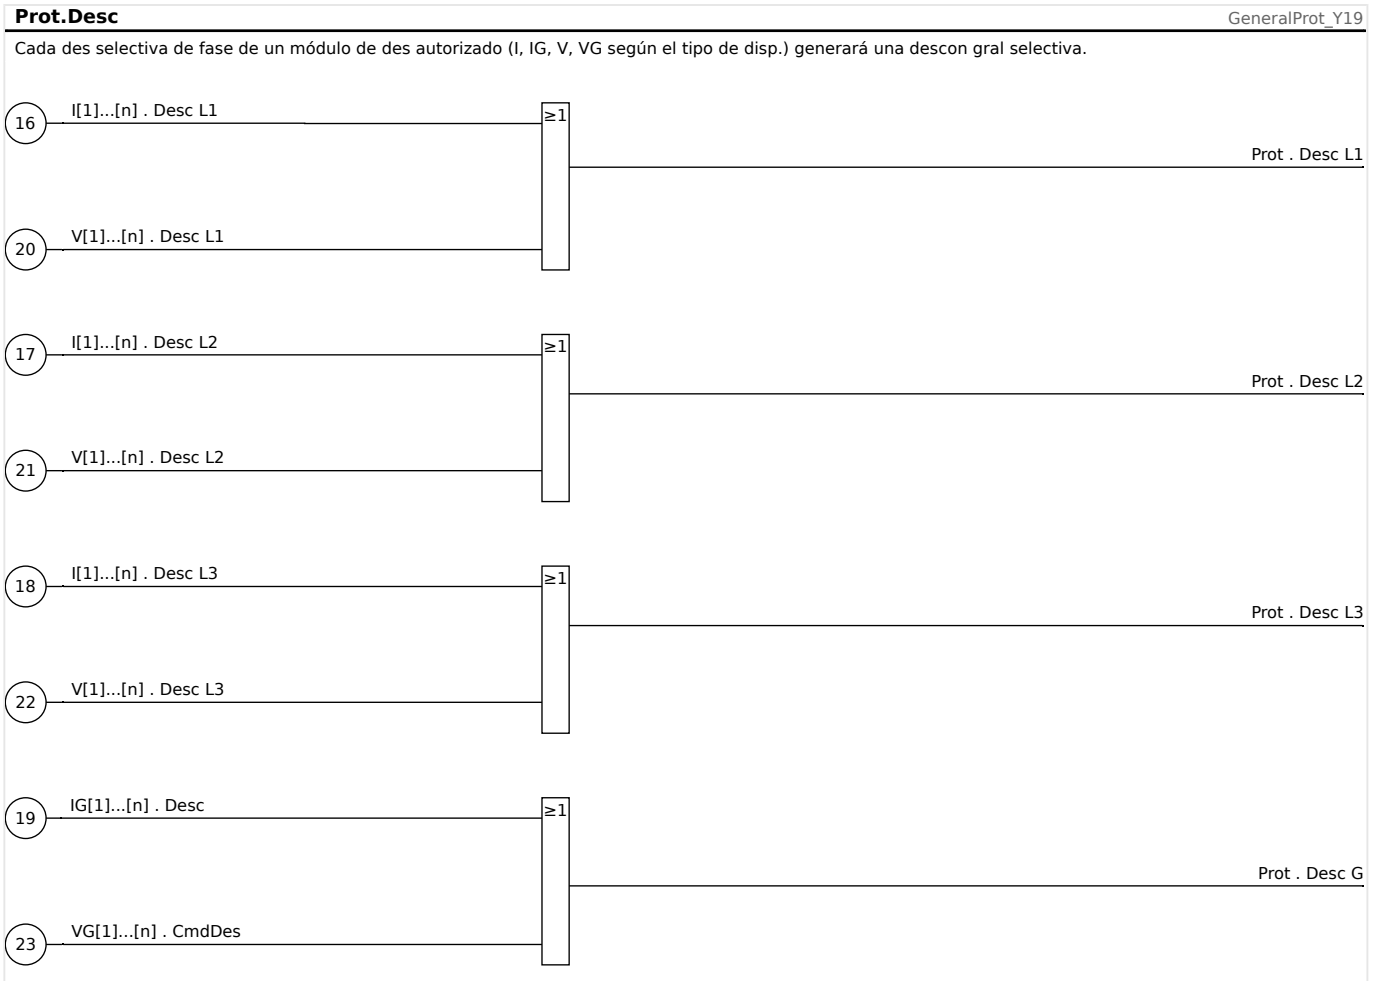 Prot.Desc
GeneralProt_Y19
Cada des selectiva de fase de un módulo de des autorizado (I, IG, V, VG según el tipo de disp.) generará una descon gral selectiva.
16
I[1]...[n] . Desc L1
≥1
Prot . Desc L1
20
V[1]...[n] . Desc L1
17
I[1]...[n] . Desc L2
≥1
Prot . Desc L2
21
V[1]...[n] . Desc L2
18
I[1]...[n] . Desc L3
≥1
Prot . Desc L3
22
V[1]...[n] . Desc L3
19
IG[1]...[n] . Desc
≥1
Prot . Desc G
23
VG[1]...[n] . CmdDes